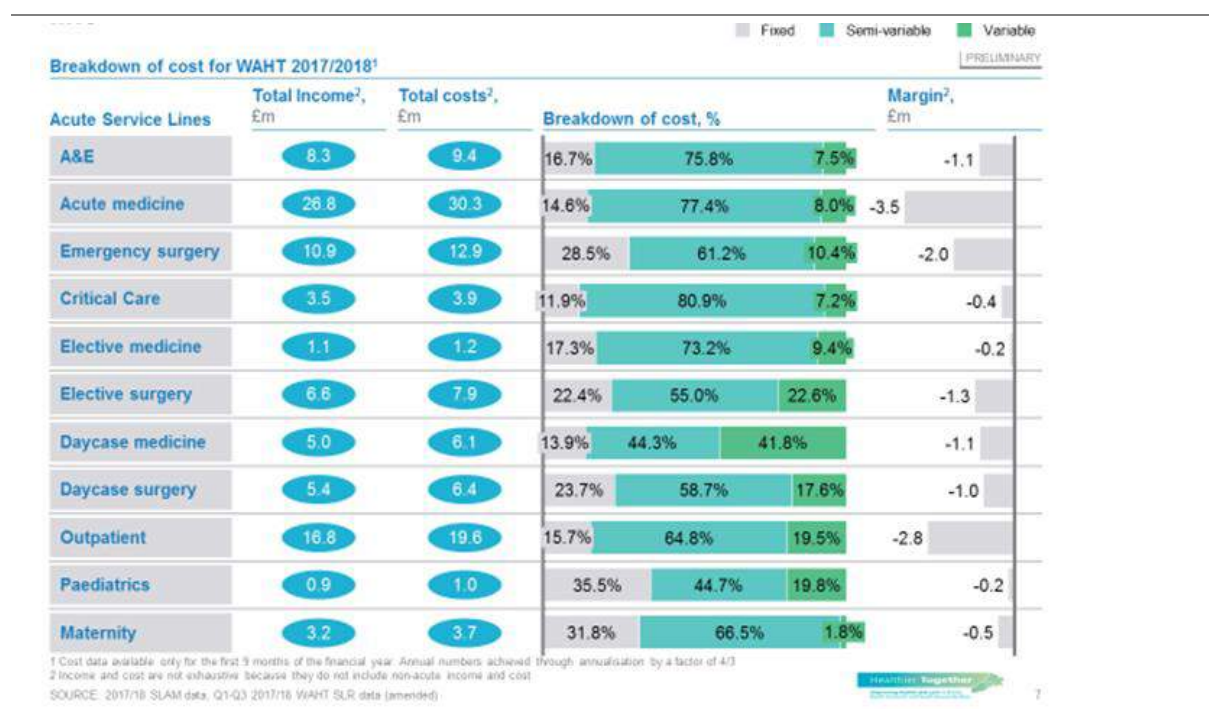 Fixed Semi-variable Variable
PRELIMINARY
Breakdown of cost for WAHT 2017/2018¹
Acute Service Lines Total Income², £m Total costs², £m Breakdown of cost, % Margin², £m
A&E 8.3 9.4 16.7% 75.8% 7.5% -1.1
Acute medicine 26.8 30.3 14.6% 77.4% 8.0% -3.5
Emergency surgery 10.9 12.9 28.5% 61.2% 10.4% -2.0
Critical Care 3.5 3.9 11.9% 80.9% 7.2% -0.4
Elective medicine 1.1 1.2 17.3% 73.2% 9.4% -0.2
Elective surgery 6.6 7.9 22.4% 55.0% 22.6% -1.3
Daycase medicine 5.0 6.1 13.9% 44.3% 41.8% -1.1
Daycase surgery 5.4 6.4 23.7% 58.7% 17.6% -1.0
Outpatient 16.8 19.6 15.7% 64.8% 19.5% -2.8
Paediatrics 0.9 1.0 35.5% 44.7% 19.8% -0.2
Maternity 3.2 3.7 31.8% 66.5% 1.8% -0.5
1 Cost data available only for the first 9 months of the financial year. Annual numbers achieved through annualisation by a factor of 4/3
2 Income and cost are not exhaustive because they do not include non-acute income and cost
SOURCE: 2017/18 SLAM data, Q1-Q3 2017/18 WAHT SLR data (amended)
Healthier Together
7